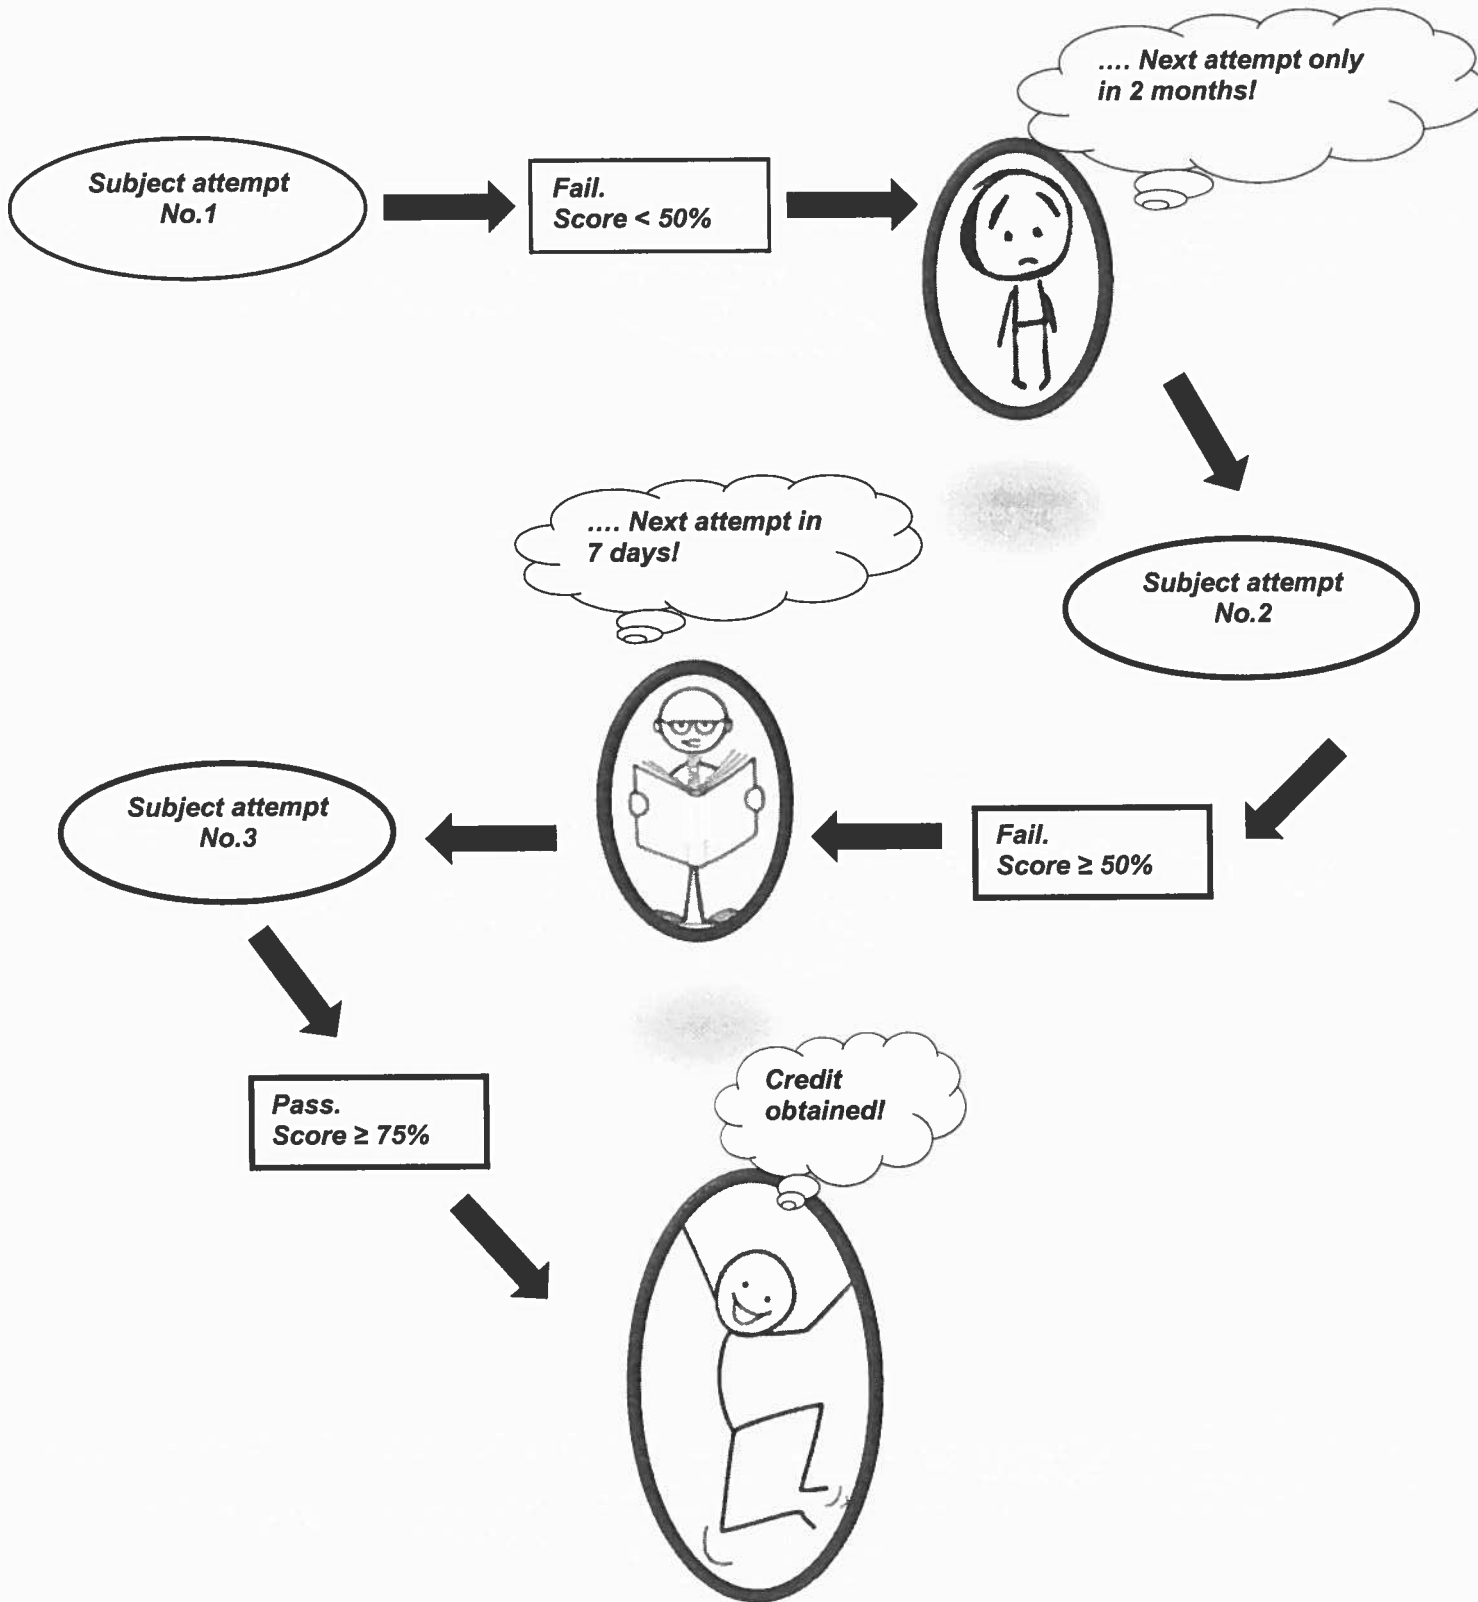 .... Next attempt only
in 2 months!
Subject attempt
No.1
Fail.
Score < 50%
.... Next attempt in
7 days!
Subject attempt
No.2
Subject attempt
No.3
Fail.
Score ≥ 50%
Pass.
Score ≥ 75%
Credit
obtained!